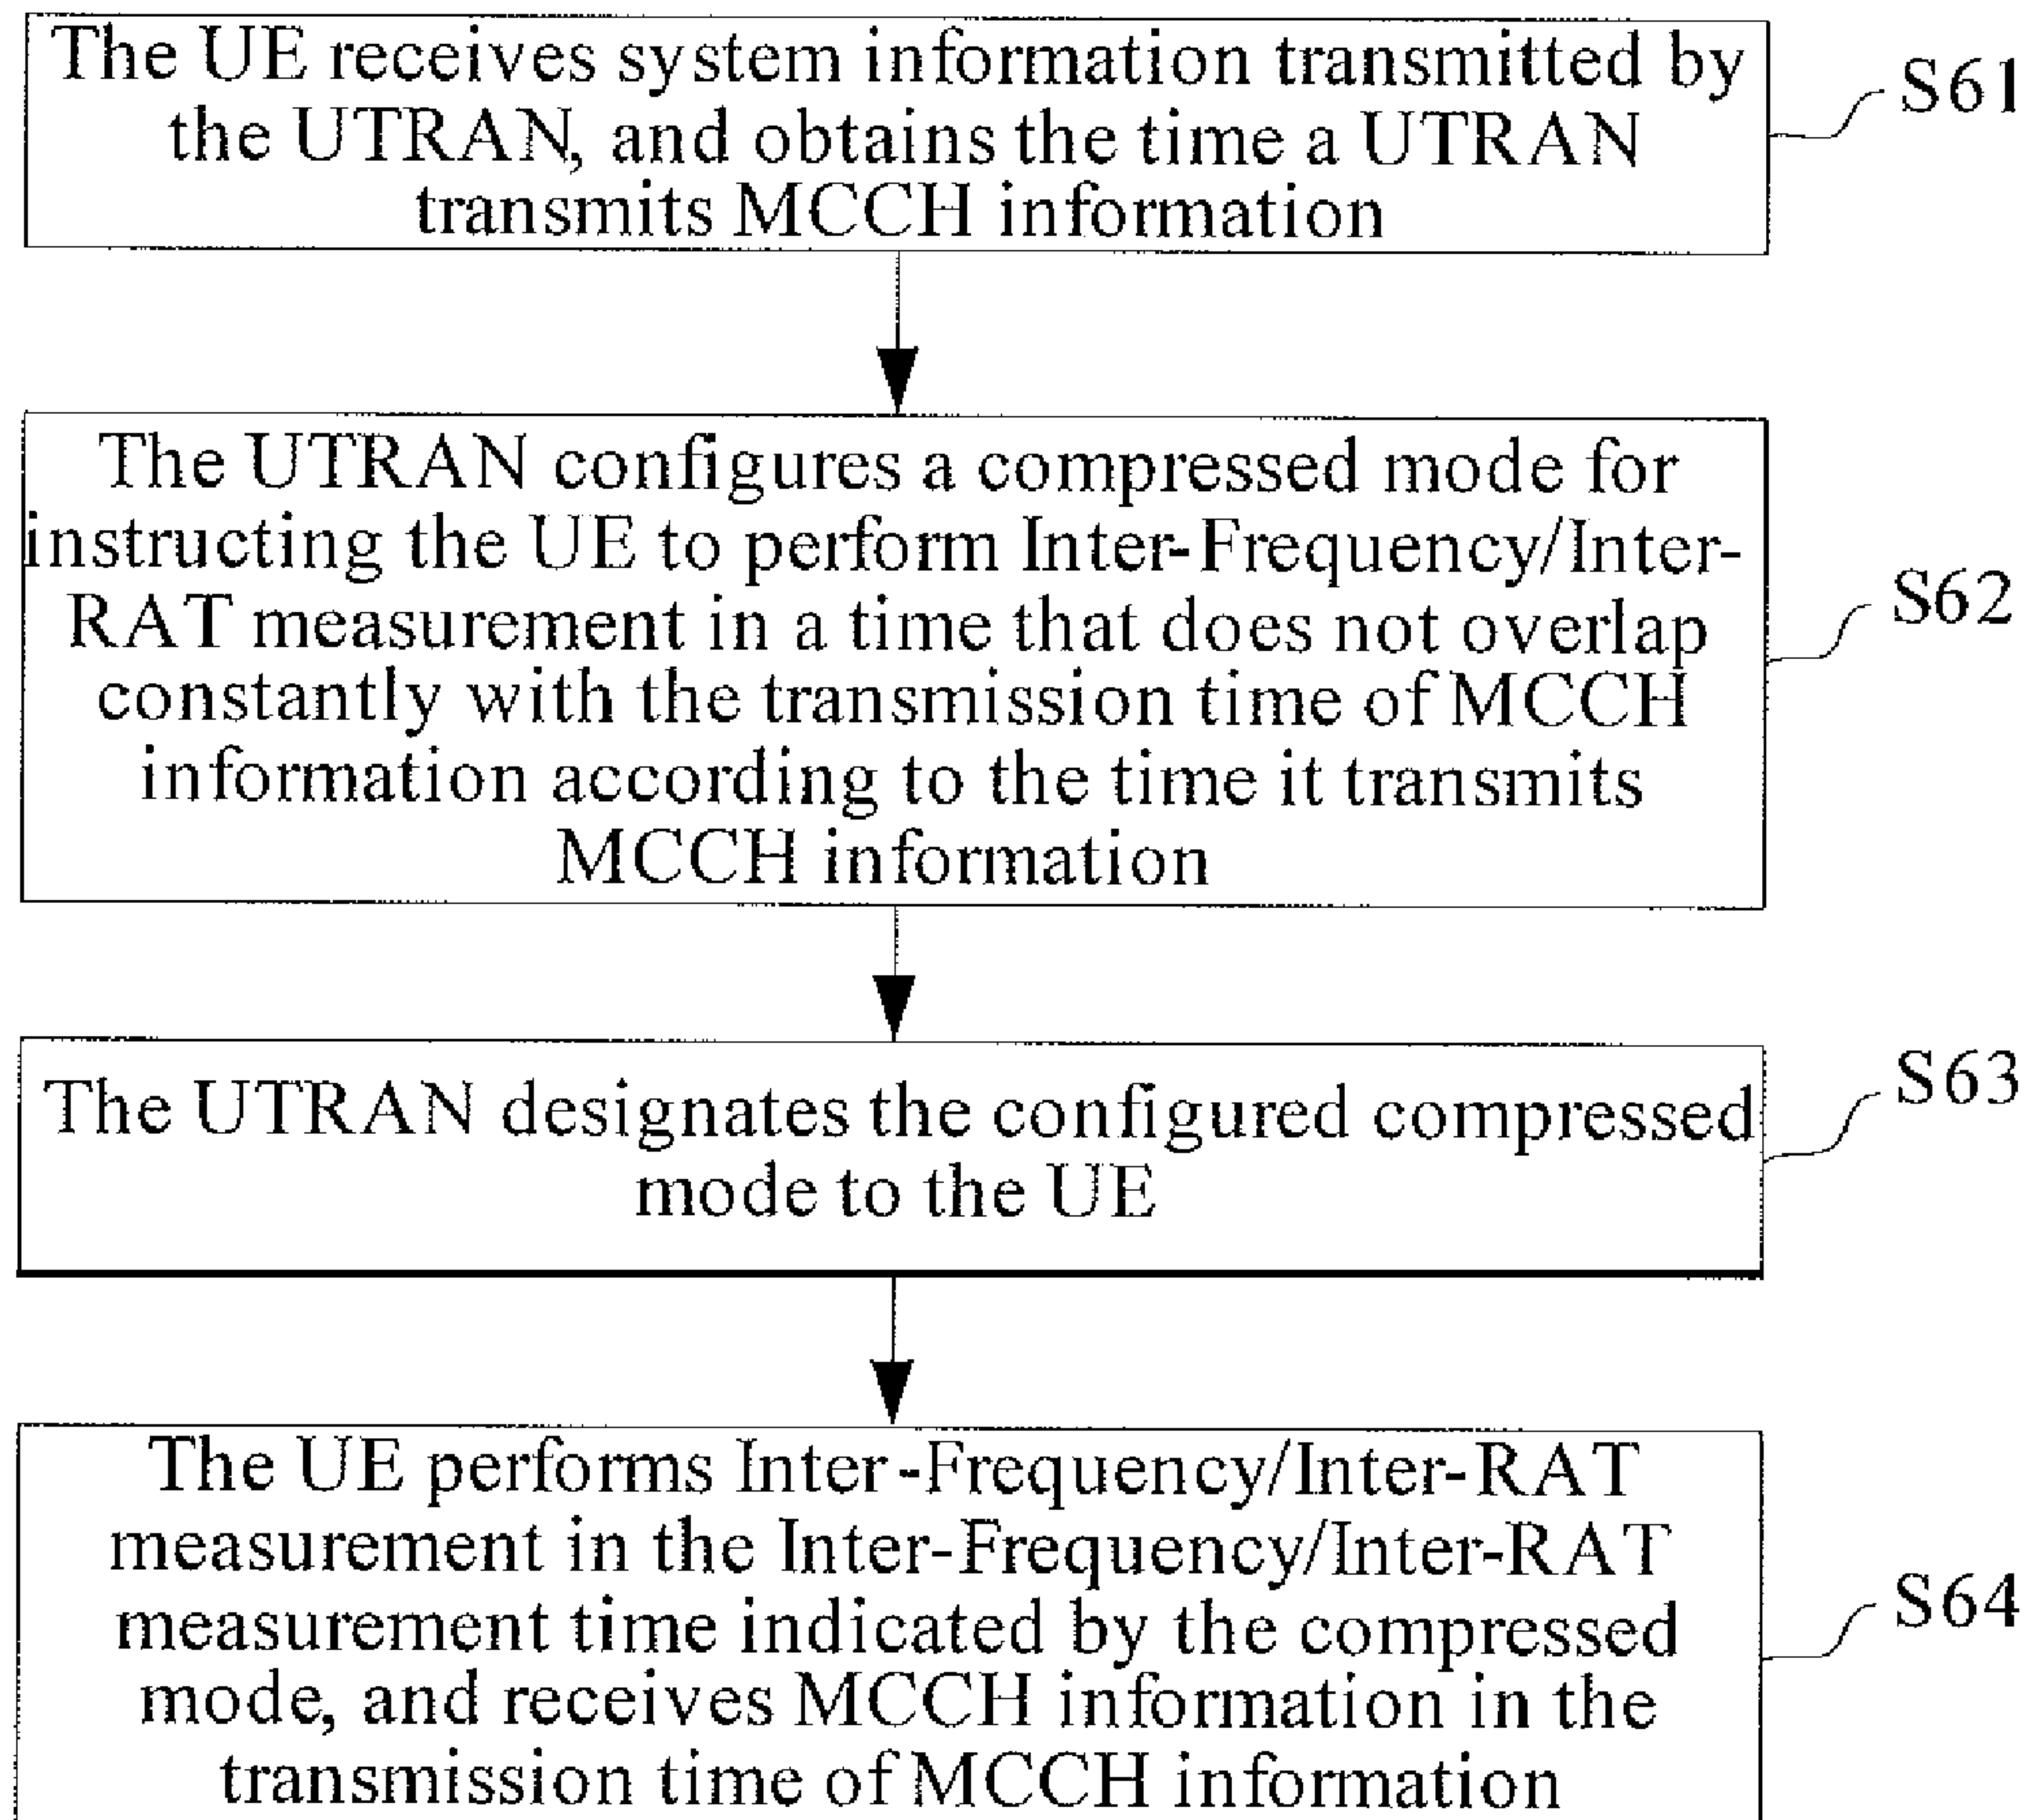 The UE receives system information transmitted by
the UTRAN, and obtains the time a UTRAN
transmits MCCH information
S61
The UTRAN configures a compressed mode for
instructing the UE to perform Inter-Frequency/Inter-
RAT measurement in a time that does not overlap
constantly with the transmission time of MCCH
information according to the time it transmits
MCCH information
S62
The UTRAN designates the configured compressed
mode to the UE
S63
The UE performs Inter-Frequency/Inter-RAT
measurement in the Inter-Frequency/Inter-RAT
measurement time indicated by the compressed
mode, and receives MCCH information in the
transmission time of MCCH information
S64